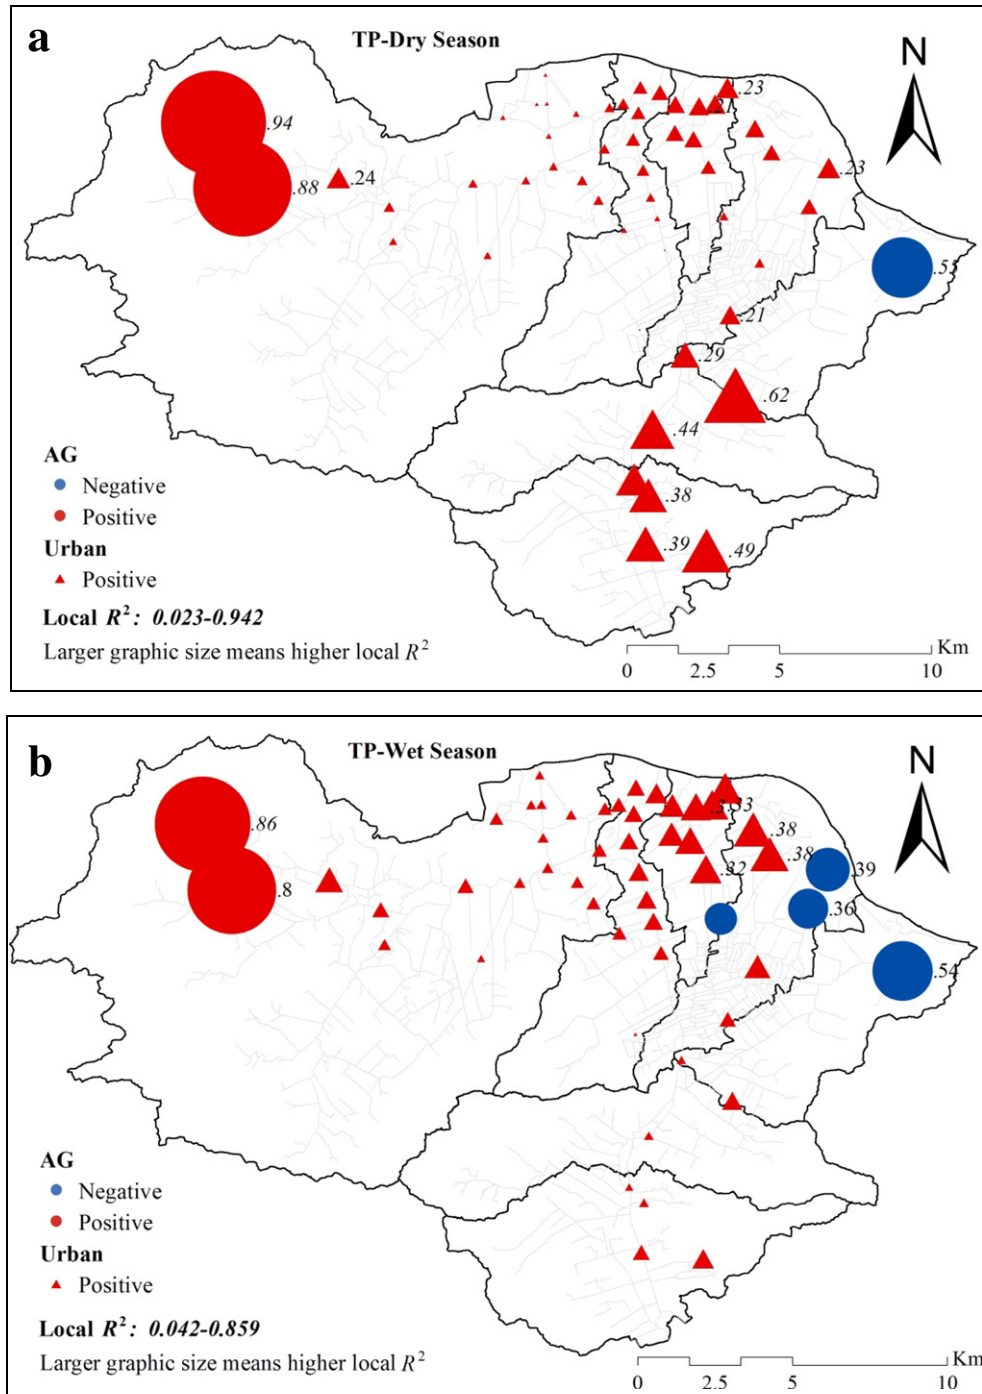 a
TP-Dry Season
N
.23
.21
.94
.88
.24
.23
.55
.21
.29
.62
.44
.38
.39
.49
AG
Negative
Positive
Urban
Positive
Local R²: 0.023-0.942
Larger graphic size means higher local R²
Km
0 2.5 5 10
b
TP-Wet Season
N
.33
.38
.38
.32
.39
.36
.54
.86
.8
AG
Negative
Positive
Urban
Positive
Local R²: 0.042-0.859
Larger graphic size means higher local R²
Km
0 2.5 5 10